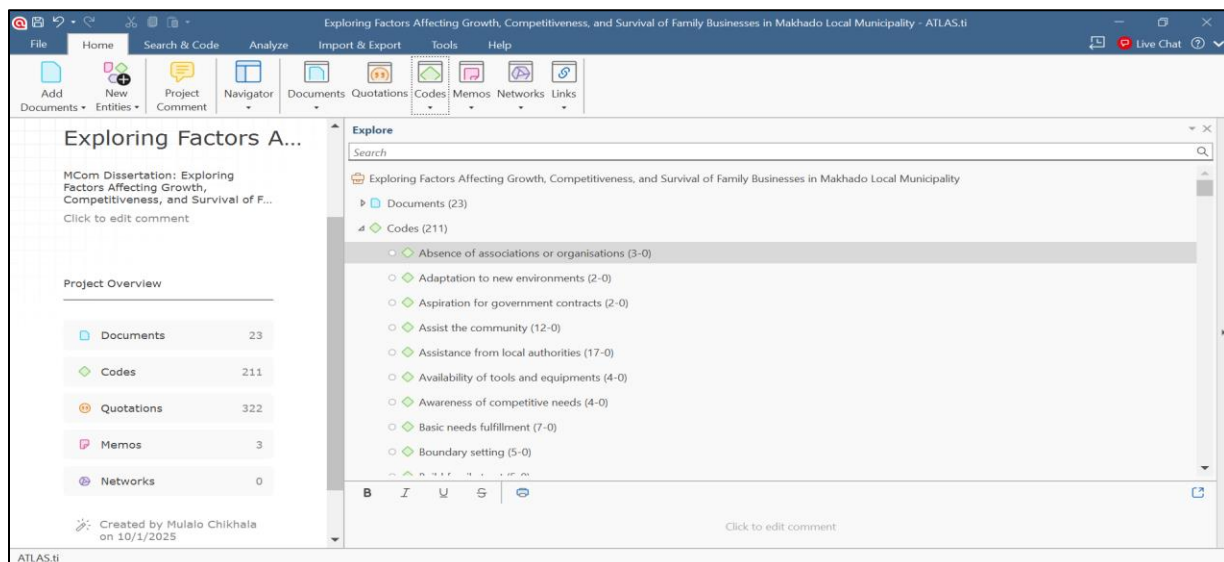 Exploring Factors Affecting Growth, Competitiveness, and Survival of Family Businesses in Makhado Local Municipality - ATLAS.ti
File Home Search & Code Analyze Import & Export Tools Help Live Chat
Add Documents New Entities Project Comment Navigator Documents Quotations Codes Memos Networks Links
Exploring Factors A...
MCom Dissertation: Exploring
Factors Affecting Growth,
Competitiveness, and Survival of F...
Click to edit comment
Project Overview
Documents 23
Codes 211
Quotations 322
Memos 3
Networks 0
Created by Mulalo Chikhala
on 10/1/2025
Explore
Search
Exploring Factors Affecting Growth, Competitiveness, and Survival of Family Businesses in Makhado Local Municipality
Documents (23)
Codes (211)
Absence of associations or organisations (3-0)
Adaptation to new environments (2-0)
Aspiration for government contracts (2-0)
Assist the community (12-0)
Assistance from local authorities (17-0)
Availability of tools and equipments (4-0)
Awareness of competitive needs (4-0)
Basic needs fulfillment (7-0)
Boundary setting (5-0)
B I U S
Click to edit comment
ATLAS.ti